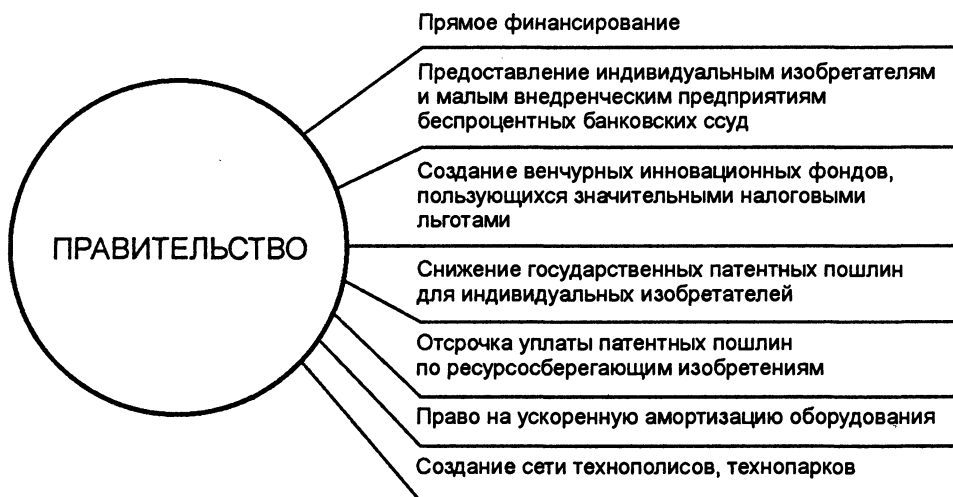 Прямое финансирование
Предоставление индивидуальным изобретателям
и малым внедренческим предприятиям
беспроцентных банковских ссуд
Создание венчурных инновационных фондов,
пользующихся значительными налоговыми
льготами
ПРАВИТЕЛЬСТВО
Снижение государственных патентных пошлин
для индивидуальных изобретателей
Отсрочка уплаты патентных пошлин
по ресурсосберегающим изобретениям
Право на ускоренную амортизацию оборудования
Создание сети технополисов, технопарков